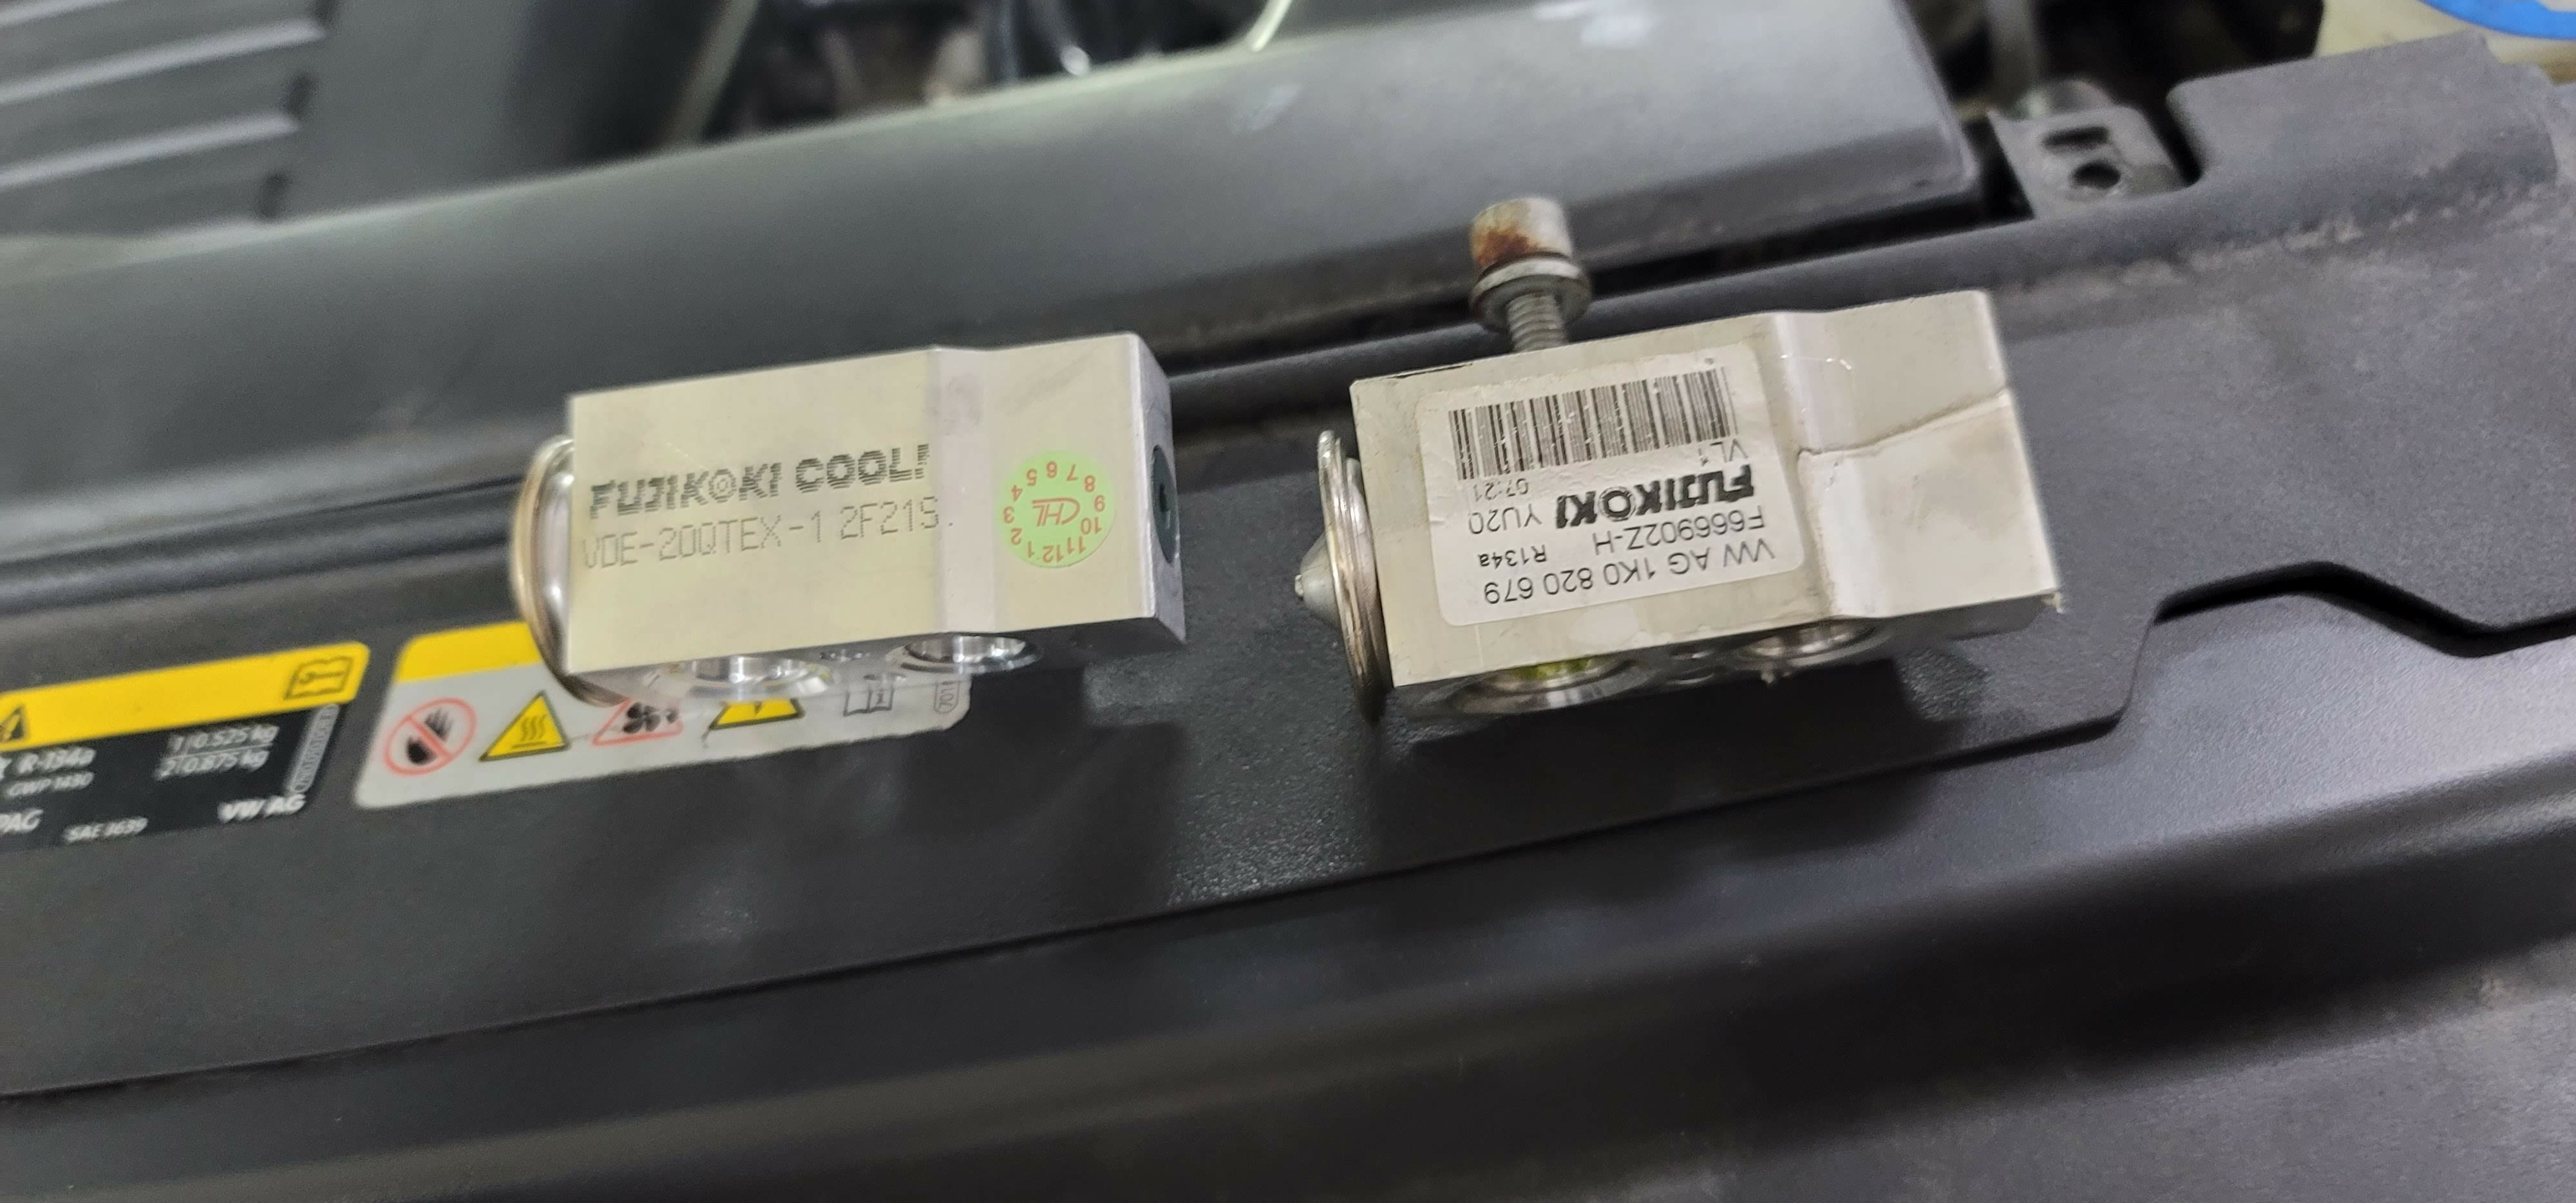 FUJIKOKI COOLI
VDE-20QTEX-1 2F21S
CHL
1 2 3 4 5 6 7 8 9 10 11 12
VW AG 1K0 820 679
F666902Z-H R134a
FUJIKOKI YU20
VL1 07:21
R-134a
GWP 1430
1|0.525 kg
2|0.875 kg
PAG
SAE J639
VW AG